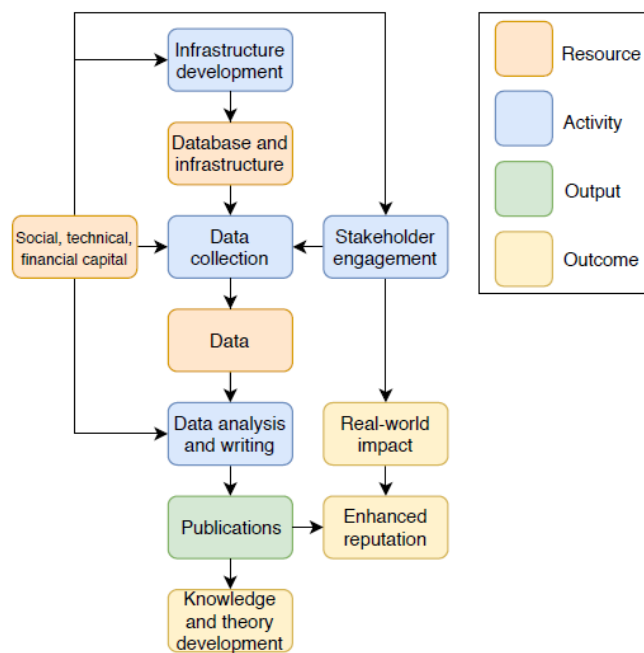 Infrastructure
development
Database and
infrastructure
Social, technical,
financial capital
Data
collection
Stakeholder
engagement
Data
Data analysis
and writing
Real-world
impact
Publications
Enhanced
reputation
Knowledge
and theory
development
Resource
Activity
Output
Outcome